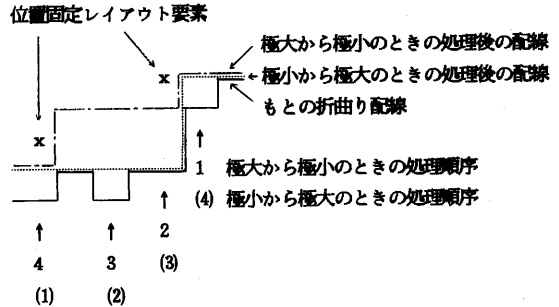 位置固定レイアウト要素
極大から極小のときの処理後の配線
極小から極大のときの処理後の配線
もとの折曲り配線
x
x
1 極大から極小のときの処理順序
(4) 極小から極大のときの処理順序
2
(3)
4 3
(1) (2)